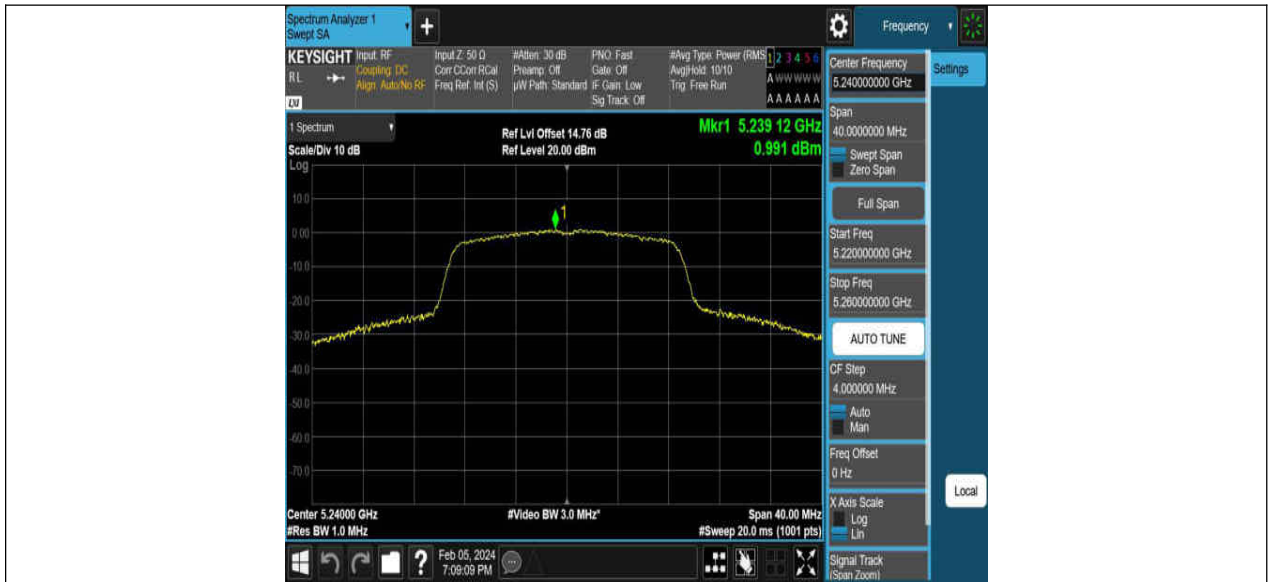 Spectrum Analyzer 1
Swept SA
+
Frequency
KEYSIGHT
RL
LXI
Input: RF
Coupling: DC
Align: Auto/No RF
Input Z: 50 Ω
Corr CCorr RCal
Freq Ref: Int (S)
#Atten: 30 dB
Preamp: Off
µW Path: Standard
PNO: Fast
Gate: Off
IF Gain: Low
Sig Track: Off
#Avg Type: Power (RMS
Avg|Hold: 10/10
Trig: Free Run
1 2 3 4 5 6
A W W W W W
A A A A A A
1 Spectrum
Scale/Div 10 dB
Log
Ref Lvl Offset 14.76 dB
Ref Level 20.00 dBm
Mkr1 5.239 12 GHz
0.991 dBm
1
10.0
0.00
-10.0
-20.0
-30.0
-40.0
-50.0
-60.0
-70.0
Center 5.24000 GHz
#Res BW 1.0 MHz
#Video BW 3.0 MHz*
Span 40.00 MHz
#Sweep 20.0 ms (1001 pts)
Center Frequency
5.240000000 GHz
Settings
Span
40.0000000 MHz
Swept Span
Zero Span
Full Span
Start Freq
5.220000000 GHz
Stop Freq
5.260000000 GHz
AUTO TUNE
CF Step
4.000000 MHz
Auto
Man
Freq Offset
0 Hz
X Axis Scale
Log
Lin
Signal Track
(Span Zoom)
Local
?
Feb 05, 2024
7:09:09 PM